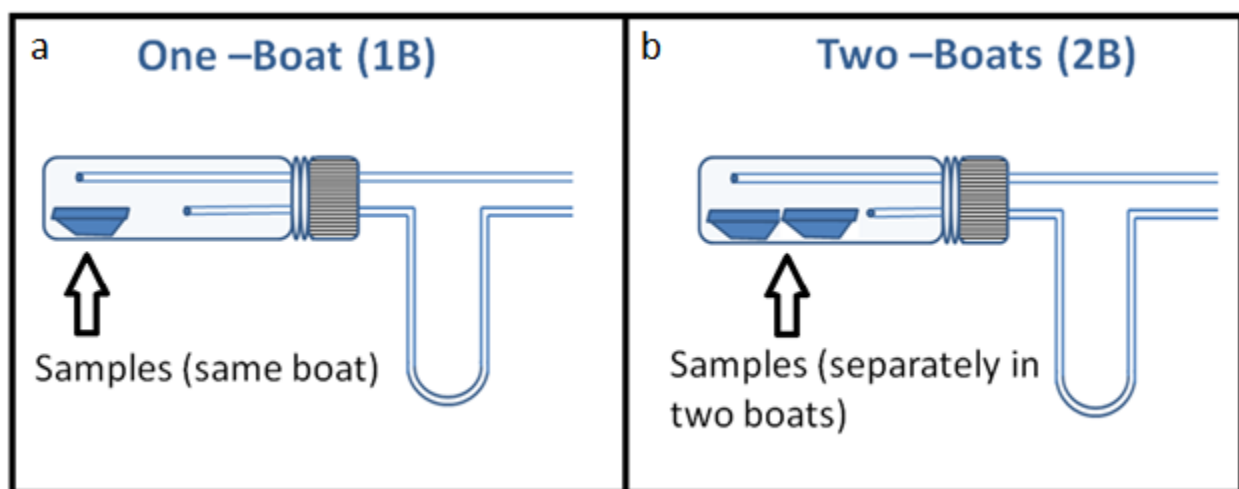 a
One –Boat (1B)
Samples (same boat)
b
Two –Boats (2B)
Samples (separately in
two boats)